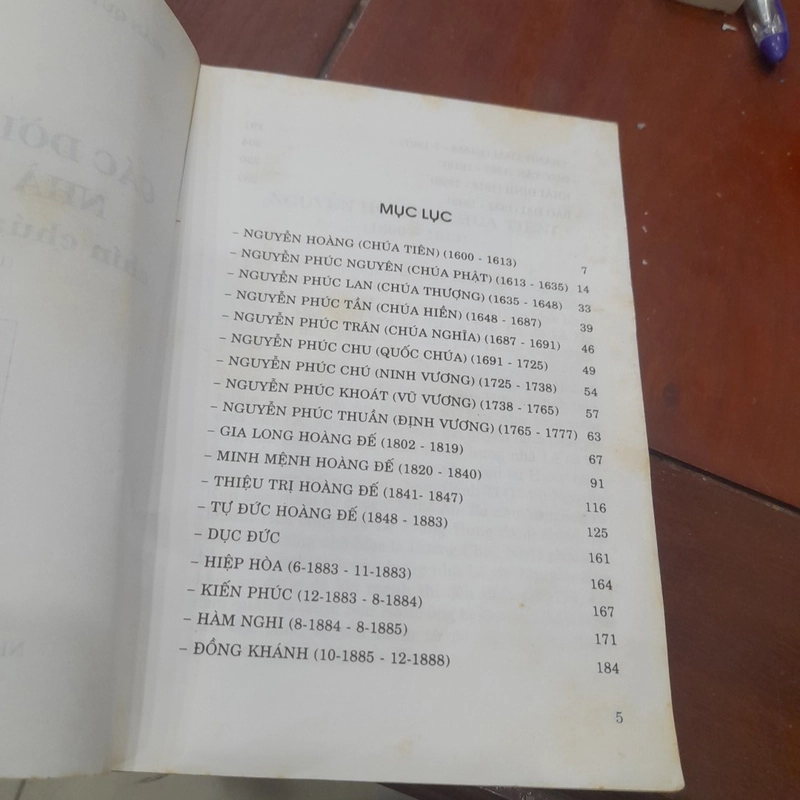 MỤC LỤC
– NGUYỄN HOÀNG (CHÚA TIÊN) (1600 - 1613) 7
– NGUYỄN PHÚC NGUYÊN (CHÚA PHẬT) (1613 - 1635) 14
– NGUYỄN PHÚC LAN (CHÚA THƯỢNG) (1635 - 1648) 33
– NGUYỄN PHÚC TẦN (CHÚA HIỀN) (1648 - 1687) 39
– NGUYỄN PHÚC TRĂN (CHÚA NGHĨA) (1687 - 1691) 46
– NGUYỄN PHÚC CHU (QUỐC CHÚA) (1691 - 1725) 49
– NGUYỄN PHÚC CHÚ (NINH VƯƠNG) (1725 - 1738) 54
– NGUYỄN PHÚC KHOÁT (VŨ VƯƠNG) (1738 - 1765) 57
– NGUYỄN PHÚC THUẦN (ĐỊNH VƯƠNG) (1765 - 1777) 63
– GIA LONG HOÀNG ĐẾ (1802 - 1819) 67
– MINH MỆNH HOÀNG ĐẾ (1820 - 1840) 91
– THIỆU TRỊ HOÀNG ĐẾ (1841- 1847) 116
– TỰ ĐỨC HOÀNG ĐẾ (1848 - 1883) 125
– DỤC ĐỨC 161
– HIỆP HÒA (6-1883 - 11-1883) 164
– KIẾN PHÚC (12-1883 - 8-1884) 167
– HÀM NGHI (8-1884 - 8-1885) 171
– ĐỒNG KHÁNH (10-1885 - 12-1888) 184
5